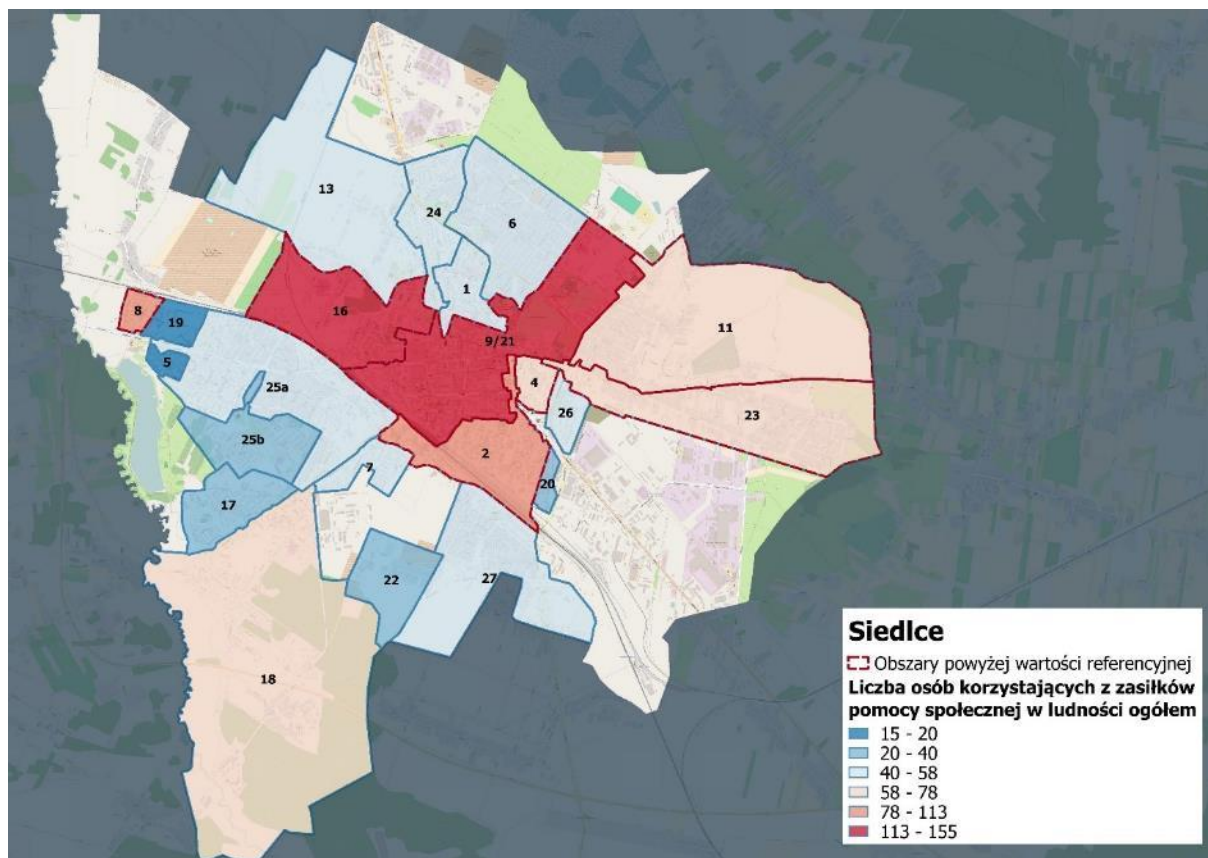 13
24
6
1
16
8
19
9/21
11
5
4
25a
26
23
25b
2
7
20
17
22
27
18
Siedlce
Obszary powyżej wartości referencyjnej
Liczba osób korzystających z zasiłków
pomocy społecznej w ludności ogółem
15 - 20
20 - 40
40 - 58
58 - 78
78 - 113
113 - 155